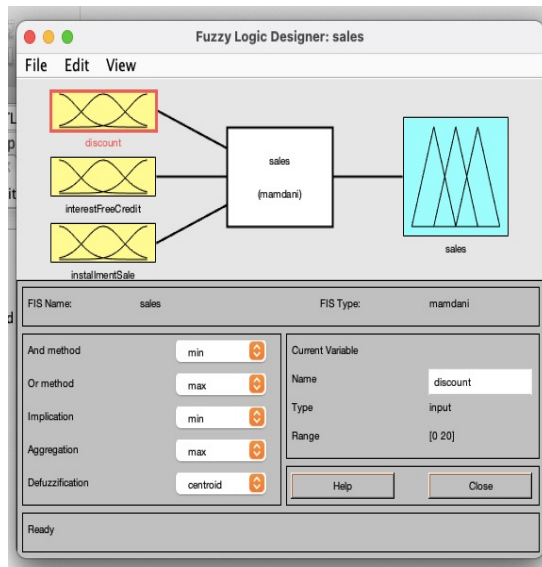 Fuzzy Logic Designer: sales
File Edit View
discount
interestFreeCredit
installmentSale
sales
(mamdani)
sales
FIS Name: sales FIS Type: mamdani
And method min
Or method max
Implication min
Aggregation max
Defuzzification centroid
Current Variable
Name discount
Type input
Range [0 20]
Help Close
Ready